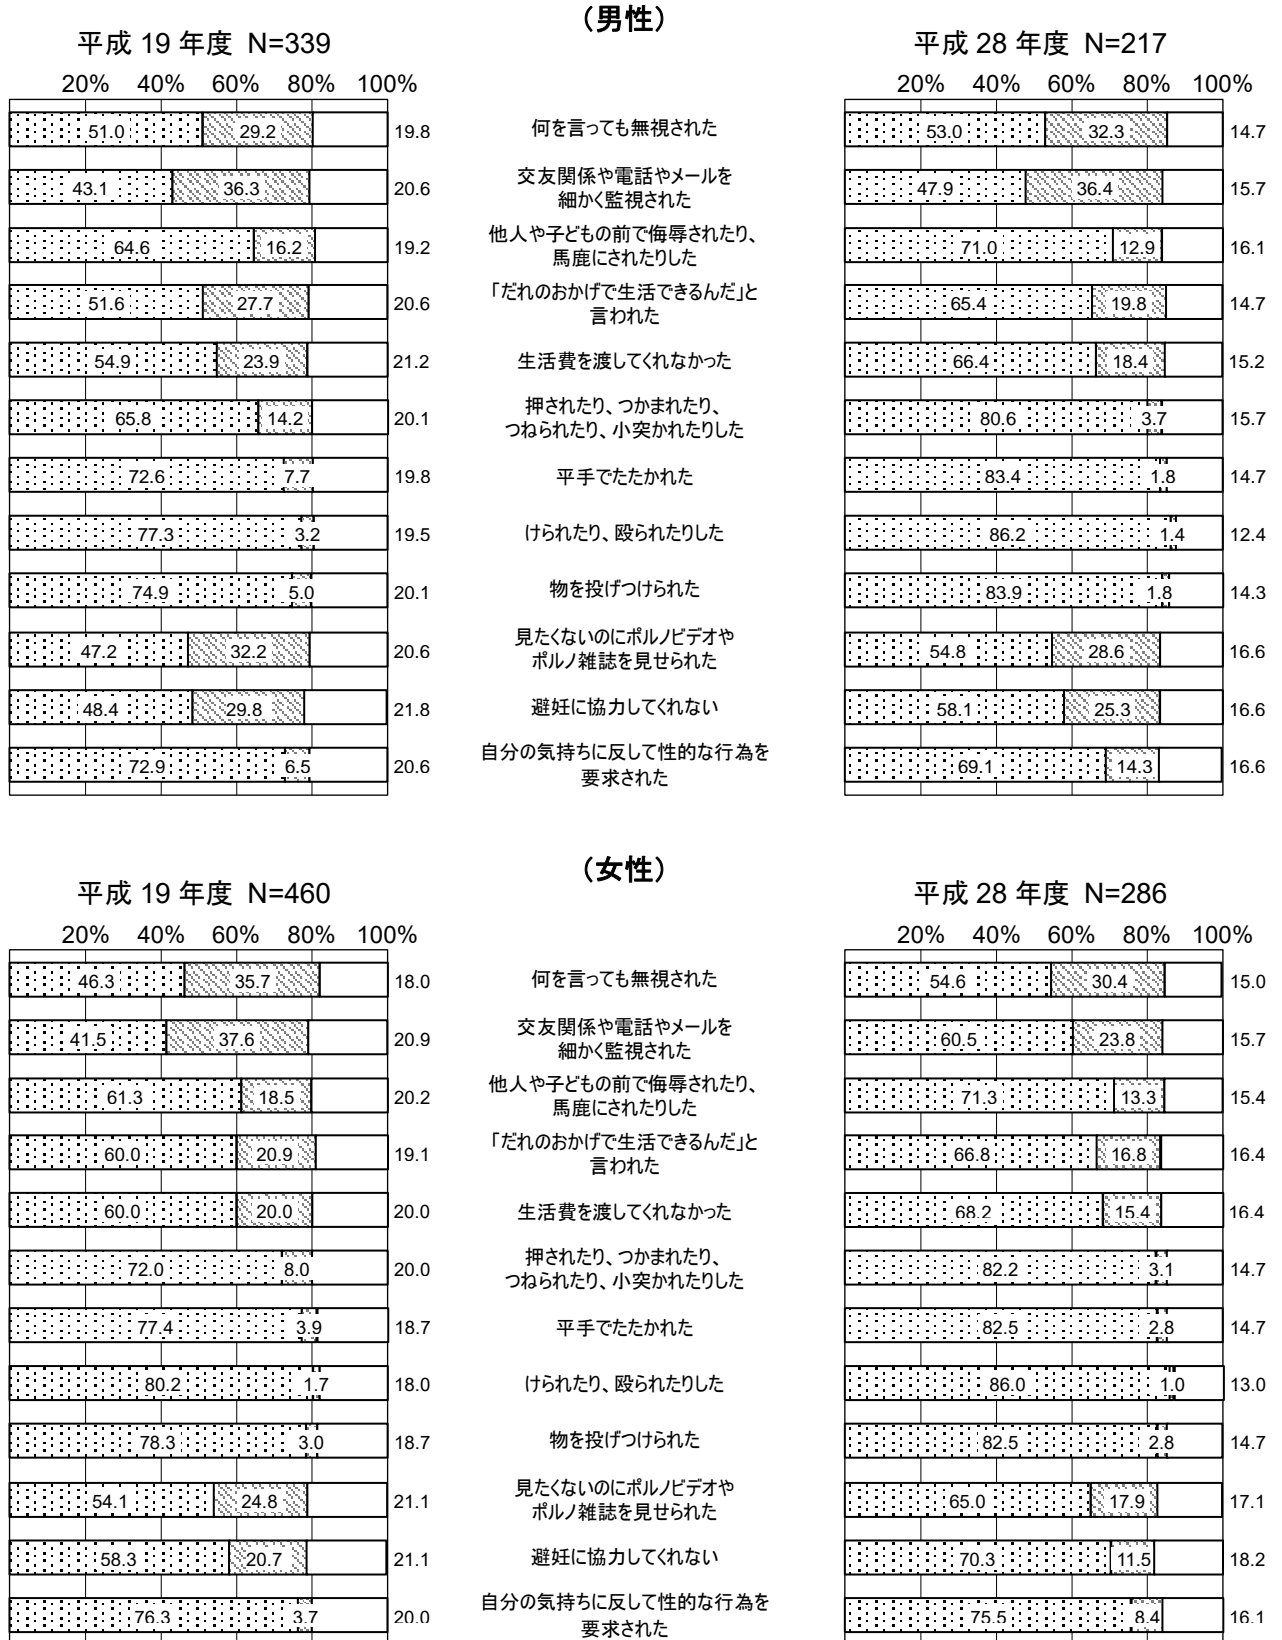 （男性）
平成 19 年度 N=339
平成 28 年度 N=217
20% 40% 60% 80% 100%
20% 40% 60% 80% 100%
51.0 29.2 19.8 何を言っても無視された 53.0 32.3 14.7
43.1 36.3 20.6 交友関係や電話やメールを
細かく監視された 47.9 36.4 15.7
64.6 16.2 19.2 他人や子どもの前で侮辱されたり、
馬鹿にされたりした 71.0 12.9 16.1
51.6 27.7 20.6 「だれのおかげで生活できるんだ」と
言われた 65.4 19.8 14.7
54.9 23.9 21.2 生活費を渡してくれなかった 66.4 18.4 15.2
65.8 14.2 20.1 押されたり、つかまれたり、
つねられたり、小突かれたりした 80.6 3.7 15.7
72.6 7.7 19.8 平手でたたかれた 83.4 1.8 14.7
77.3 3.2 19.5 けられたり、殴られたりした 86.2 1.4 12.4
74.9 5.0 20.1 物を投げつけられた 83.9 1.8 14.3
47.2 32.2 20.6 見たくないのにポルノビデオや
ポルノ雑誌を見せられた 54.8 28.6 16.6
48.4 29.8 21.8 避妊に協力してくれない 58.1 25.3 16.6
72.9 6.5 20.6 自分の気持ちに反して性的な行為を
要求された 69.1 14.3 16.6
（女性）
平成 19 年度 N=460
平成 28 年度 N=286
20% 40% 60% 80% 100%
20% 40% 60% 80% 100%
46.3 35.7 18.0 何を言っても無視された 54.6 30.4 15.0
41.5 37.6 20.9 交友関係や電話やメールを
細かく監視された 60.5 23.8 15.7
61.3 18.5 20.2 他人や子どもの前で侮辱されたり、
馬鹿にされたりした 71.3 13.3 15.4
60.0 20.9 19.1 「だれのおかげで生活できるんだ」と
言われた 66.8 16.8 16.4
60.0 20.0 20.0 生活費を渡してくれなかった 68.2 15.4 16.4
72.0 8.0 20.0 押されたり、つかまれたり、
つねられたり、小突かれたりした 82.2 3.1 14.7
77.4 3.9 18.7 平手でたたかれた 82.5 2.8 14.7
80.2 1.7 18.0 けられたり、殴られたりした 86.0 1.0 13.0
78.3 3.0 18.7 物を投げつけられた 82.5 2.8 14.7
54.1 24.8 21.1 見たくないのにポルノビデオや
ポルノ雑誌を見せられた 65.0 17.9 17.1
58.3 20.7 21.1 避妊に協力してくれない 70.3 11.5 18.2
76.3 3.7 20.0 自分の気持ちに反して性的な行為を
要求された 75.5 8.4 16.1